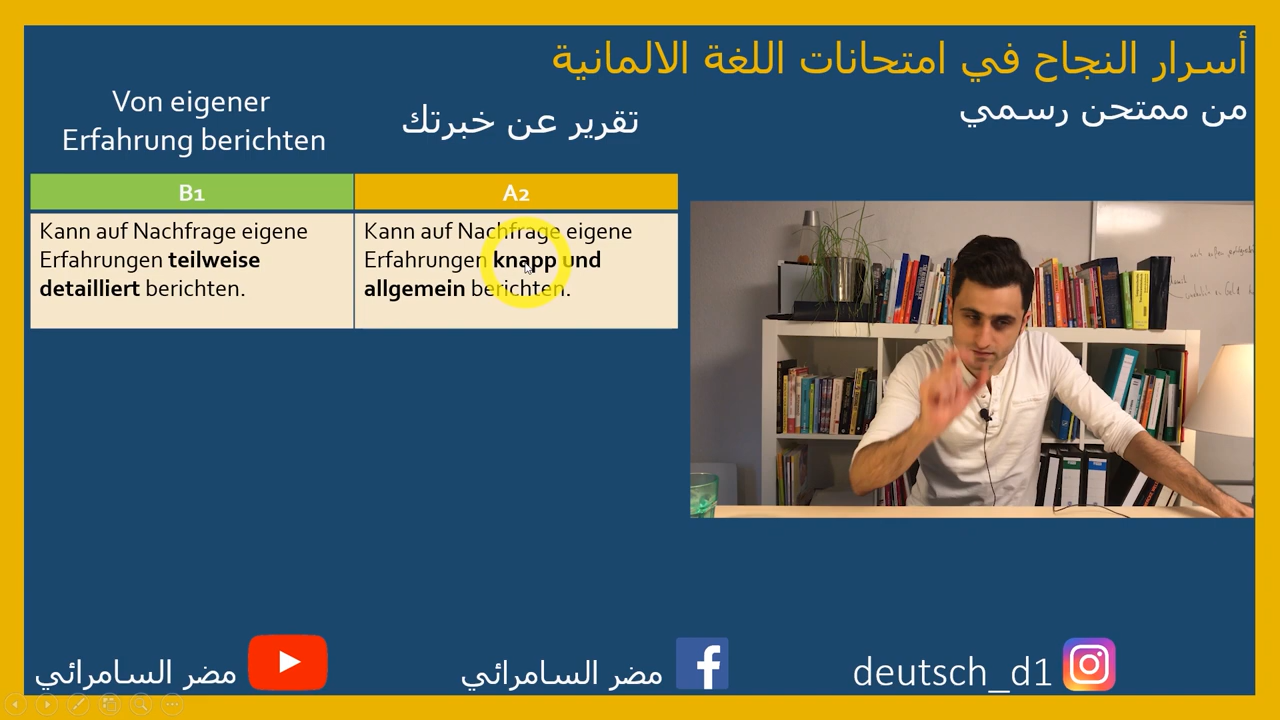 أسرار النجاح في امتحانات اللغة الالمانية
من ممتحن رسمي
Von eigener
Erfahrung berichten
تقرير عن خبرتك
B1
A2
Kann auf Nachfrage eigene
Erfahrungen teilweise
detailliert berichten.
Kann auf Nachfrage eigene
Erfahrungen knapp und
allgemein berichten.
مضر السامرائي
مضر السامرائي
deutsch_d1